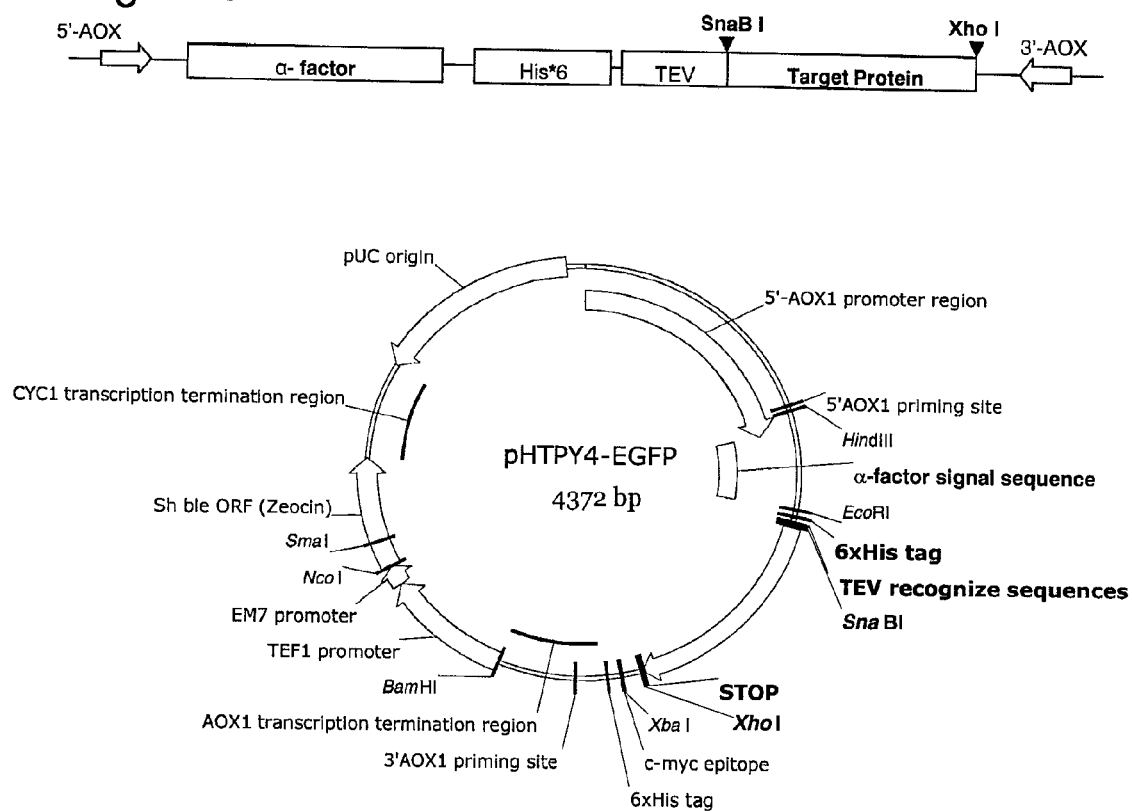 5'-AOX
SnaB I
Xho I
3'-AOX
α- factor
His*6
TEV
Target Protein
pUC origin
5'-AOX1 promoter region
CYC1 transcription termination region
5'AOX1 priming site
HindIII
pHTPY4-EGFP
4372 bp
α-factor signal sequence
Sh ble ORF (Zeocin)
EcoRI
SmaI
6xHis tag
NcoI
TEV recognize sequences
EM7 promoter
Sna BI
TEF1 promoter
BamHI
STOP
AOX1 transcription termination region
Xba I
XhoI
3'AOX1 priming site
c-myc epitope
6xHis tag